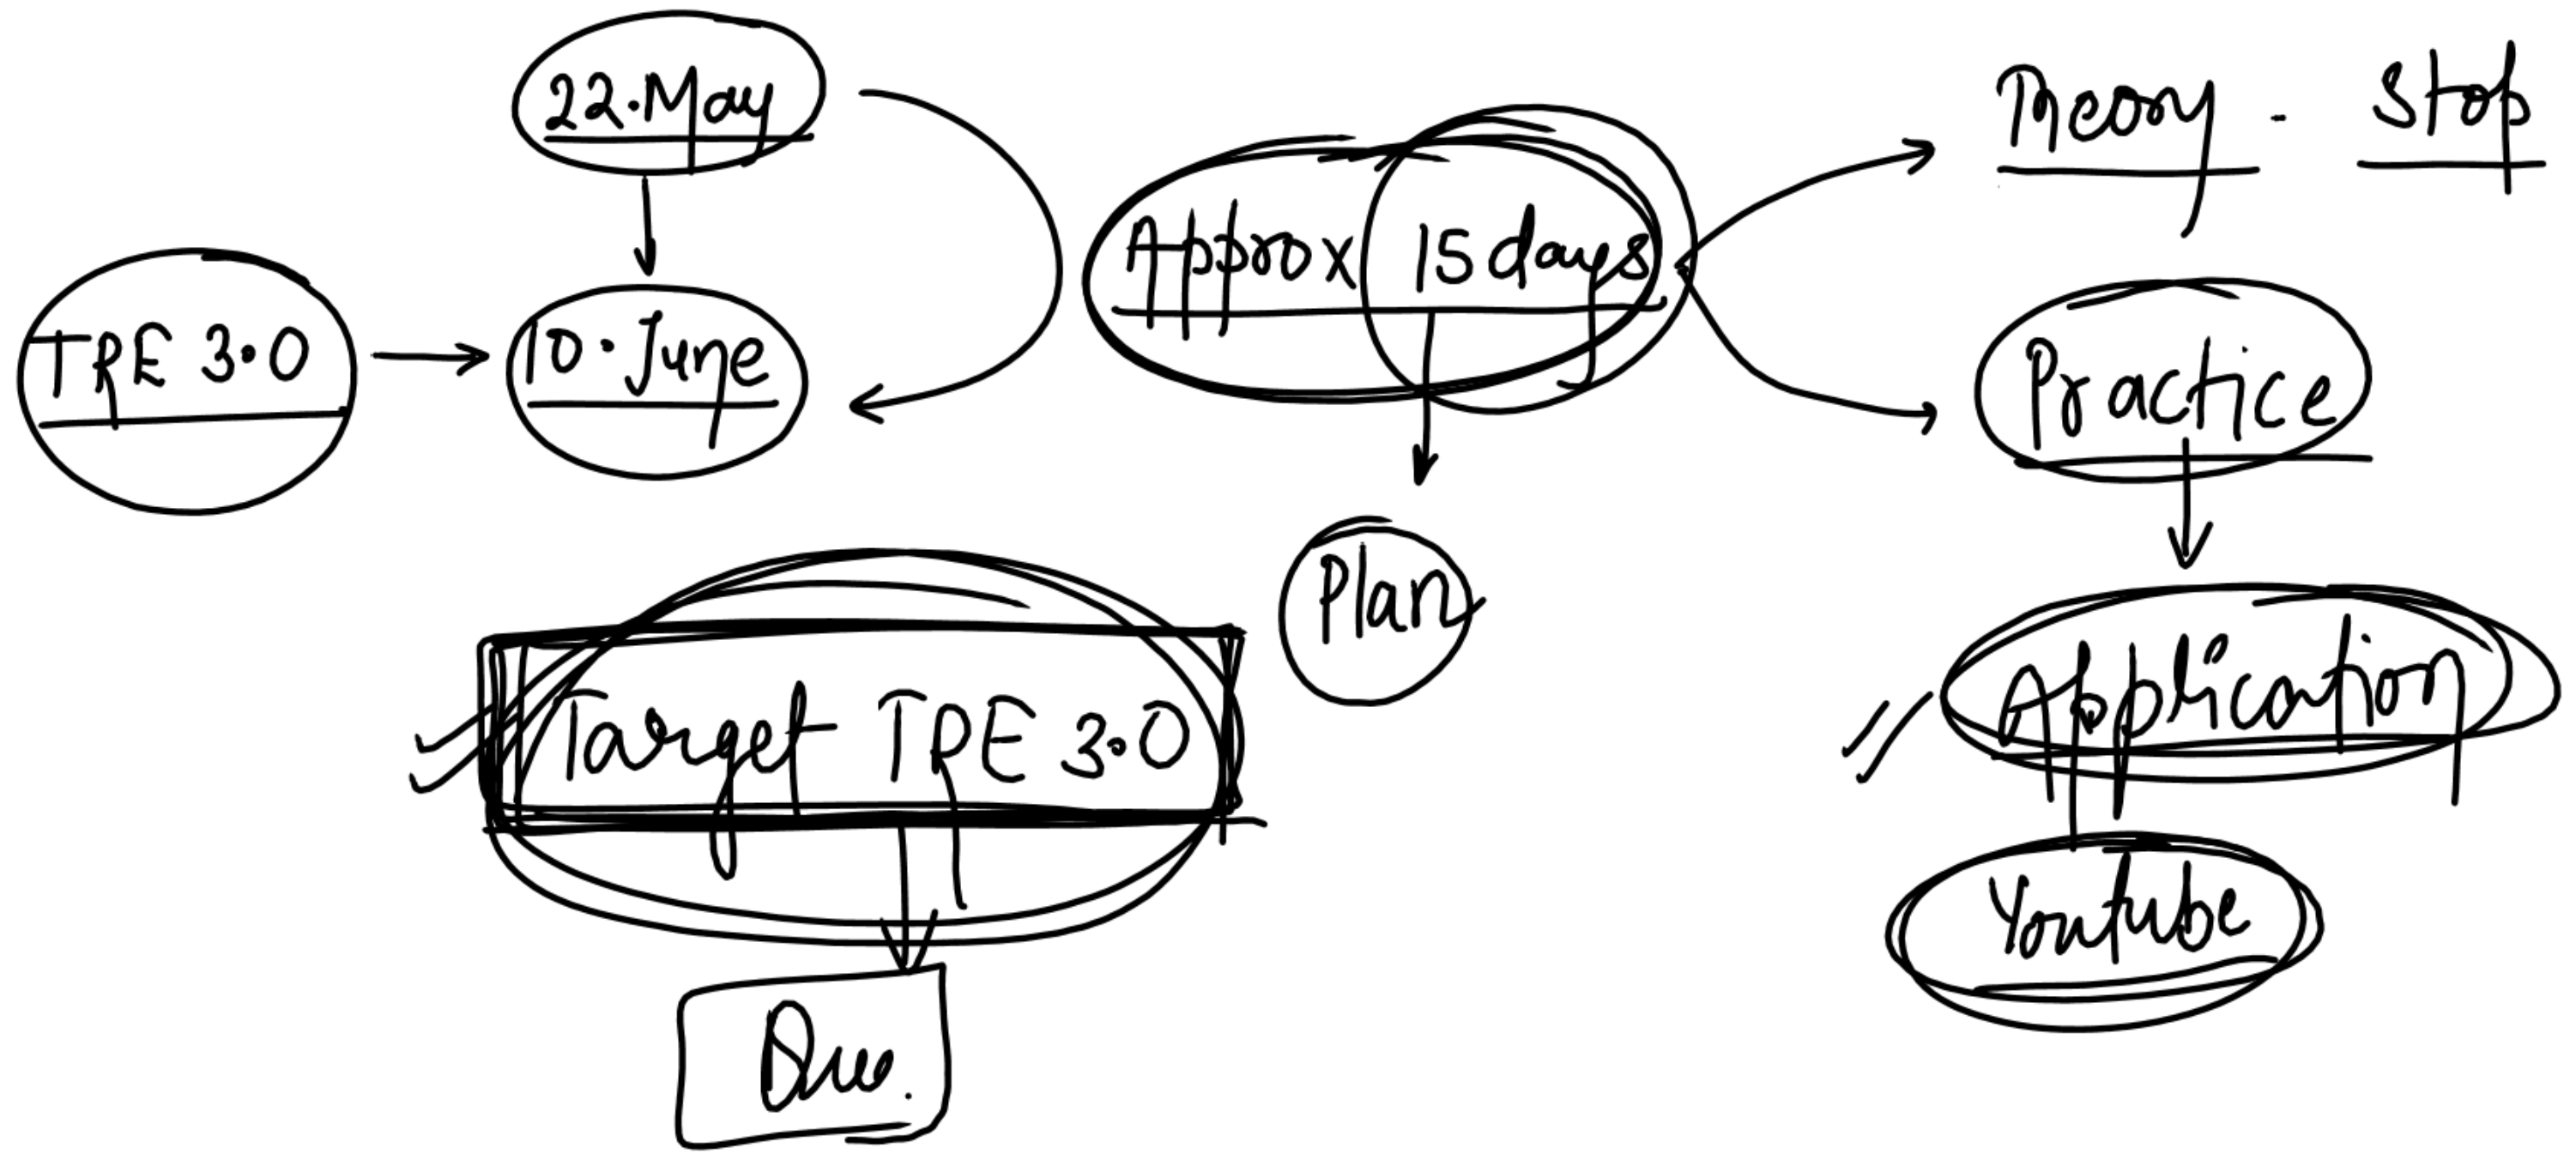 22.May
TRE 3.0
10.June
Approx 15 days
Theory - Stop
Practice
Plan
Application
Youtube
Target TRE 3.0